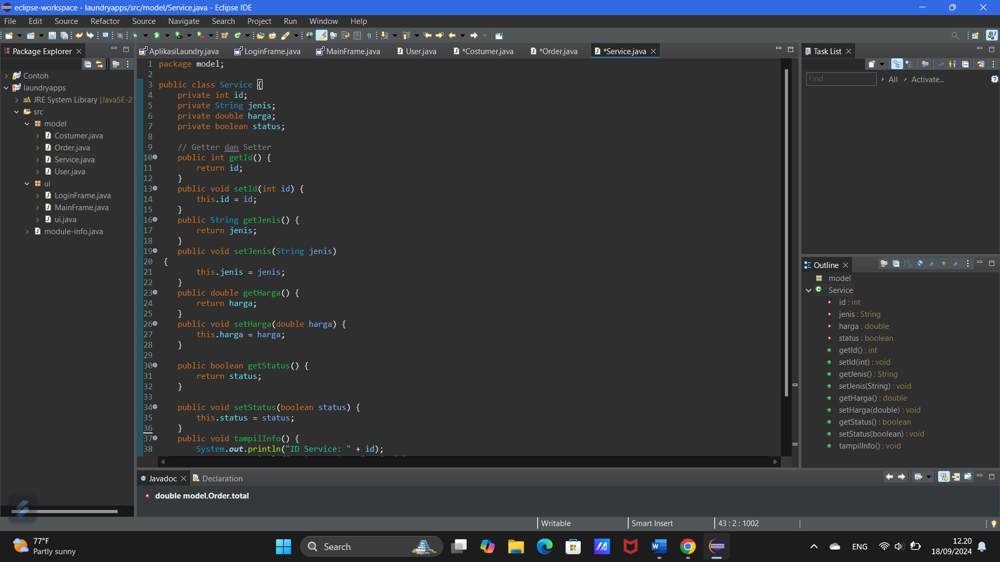 eclipse-workspace - laundryapps/src/model/Service.java - Eclipse IDE
File Edit Source Refactor Source Navigate Search Project Run Window Help
Package Explorer
Contoh
laundryapps
JRE System Library [JavaSE-2
src
model
Costumer.java
Order.java
Service.java
User.java
ui
LoginFrame.java
MainFrame.java
ui.java
module-info.java
AplikasiLaundry.java LoginFrame.java MainFrame.java User.java *Costumer.java *Order.java *Service.java
1 package model;
2
3 public class Service {
4 private int id;
5 private String jenis;
6 private double harga;
7 private boolean status;
8
9 // Getter dan Setter
10 public int getId() {
11 return id;
12 }
13 public void setId(int id) {
14 this.id = id;
15 }
16 public String getJenis() {
17 return jenis;
18 }
19 public void setJenis(String jenis)
20 {
21 this.jenis = jenis;
22 }
23 public double getHarga() {
24 return harga;
25 }
26 public void setHarga(double harga) {
27 this.harga = harga;
28 }
29
30 public boolean getStatus() {
31 return status;
32 }
33
34 public void setStatus(boolean status) {
35 this.status = status;
36 }
37 public void tampilInfo() {
38 System.out.println("ID Service: " + id);
Task List
Find All Activate...
Outline
model
Service
id : int
jenis : String
harga : double
status : boolean
getId() : int
setId(int) : void
getJenis() : String
setJenis(String) : void
getHarga() : double
setHarga(double) : void
getStatus() : boolean
setStatus(boolean) : void
tampilInfo() : void
Javadoc Declaration
double model.Order.total
Writable Smart Insert 43 : 2 : 1002
77°F
Partly sunny
Search
ENG
12.20
18/09/2024